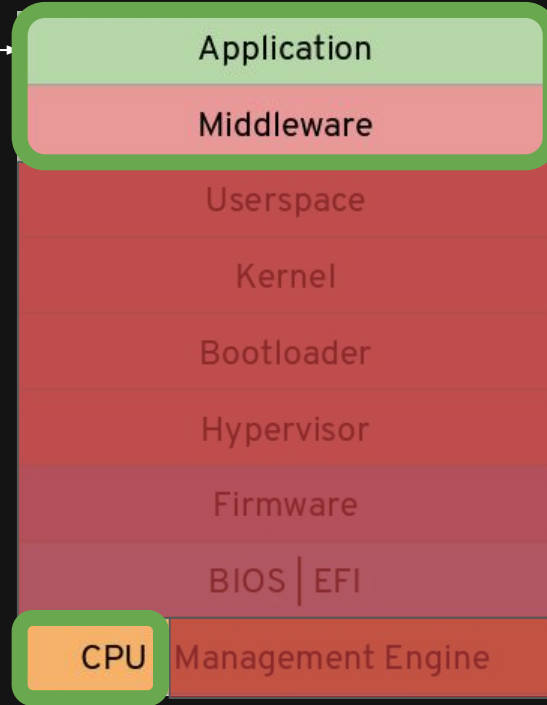 Application
Middleware
Userspace
Kernel
Bootloader
Hypervisor
Firmware
BIOS | EFI
CPU Management Engine